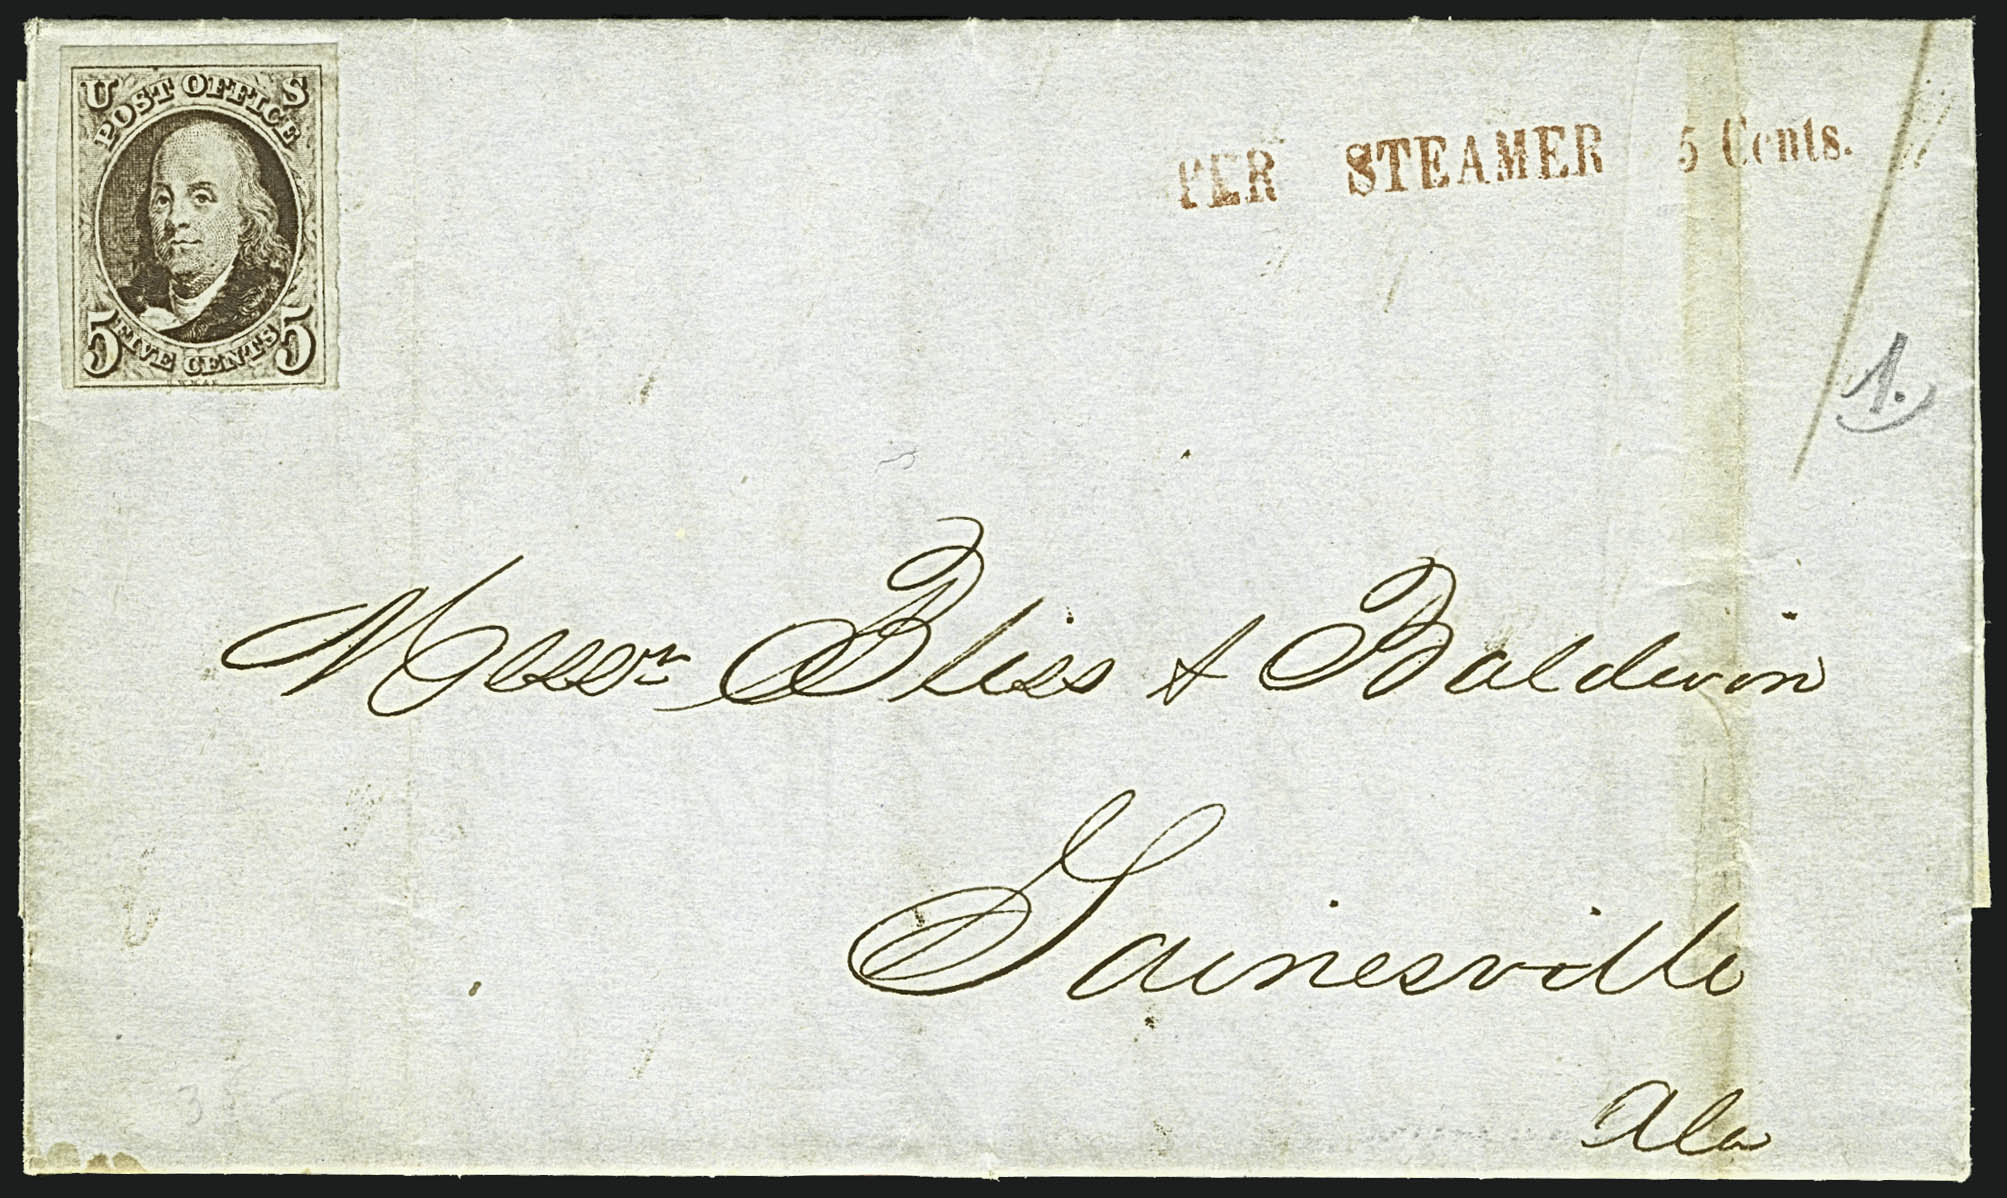 U S
POST OFFICE
5 FIVE CENTS 5
PER STEAMER 5 Cents.
1.
Messrs Bliss & Baldwin
Gainesville
Ala